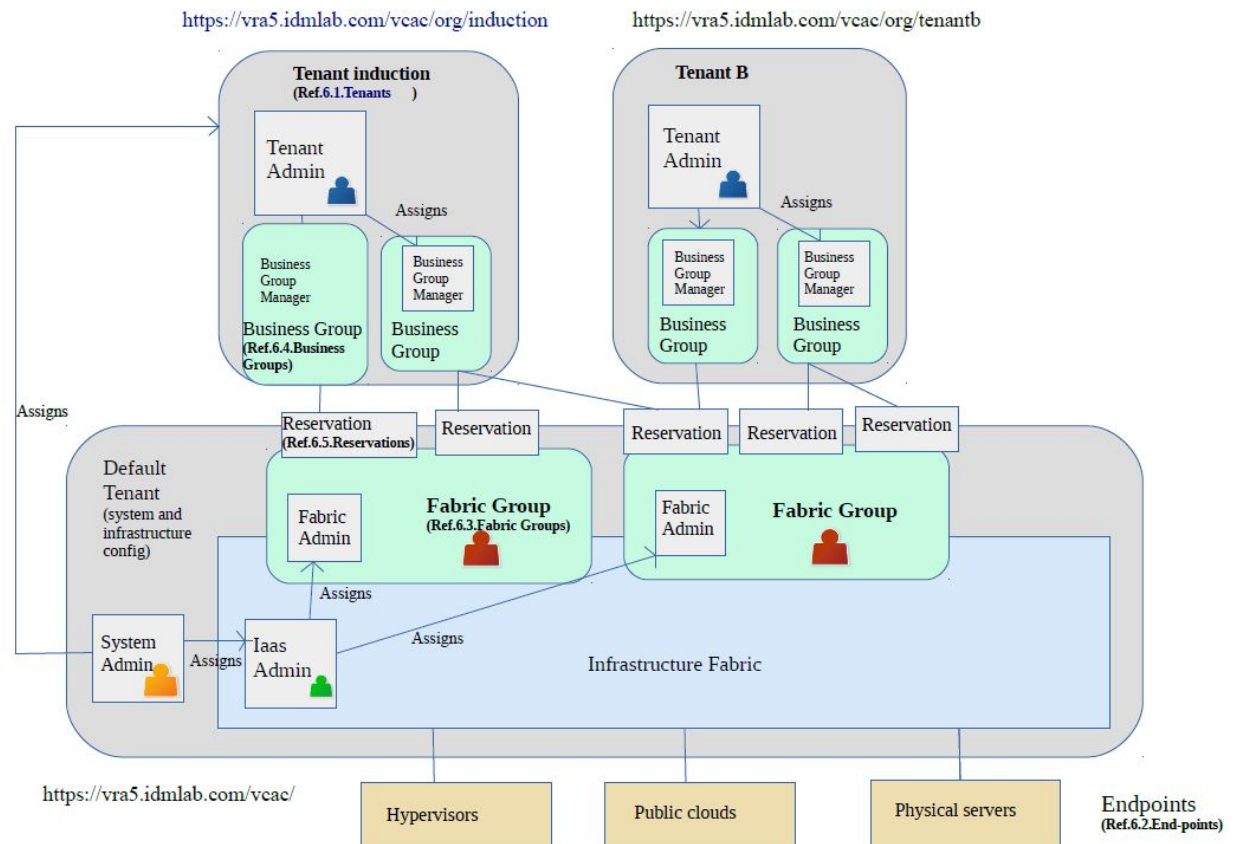 https://vra5.idmlab.com/vcac/org/induction
https://vra5.idmlab.com/vcac/org/tenantb
Tenant induction
(Ref.6.1.Tenants )
Tenant
Admin
Assigns
Business
Group
Manager
Business Group
(Ref.6.4.Business
Groups)
Business
Group
Manager
Business
Group
Tenant B
Tenant
Admin
Assigns
Business
Group
Manager
Business
Group
Business
Group
Manager
Business
Group
Assigns
Reservation
(Ref.6.5.Reservations)
Reservation
Reservation
Reservation
Reservation
Default
Tenant
(system and
infrastructure
config)
Fabric
Admin
Fabric Group
(Ref.6.3.Fabric Groups)
Fabric
Admin
Fabric Group
Assigns
System
Admin
Assigns
Iaas
Admin
Assigns
Infrastructure Fabric
https://vra5.idmlab.com/vcac/
Hypervisors
Public clouds
Physical servers
Endpoints
(Ref.6.2.End-points)